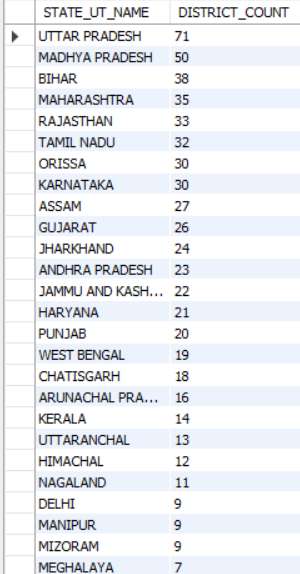 STATE_UT_NAME DISTRICT_COUNT
UTTAR PRADESH 71
MADHYA PRADESH 50
BIHAR 38
MAHARASHTRA 35
RAJASTHAN 33
TAMIL NADU 32
ORISSA 30
KARNATAKA 30
ASSAM 27
GUJARAT 26
JHARKHAND 24
ANDHRA PRADESH 23
JAMMU AND KASH... 22
HARYANA 21
PUNJAB 20
WEST BENGAL 19
CHATISGARH 18
ARUNACHAL PRA... 16
KERALA 14
UTTARANCHAL 13
HIMACHAL 12
NAGALAND 11
DELHI 9
MANIPUR 9
MIZORAM 9
MEGHALAYA 7